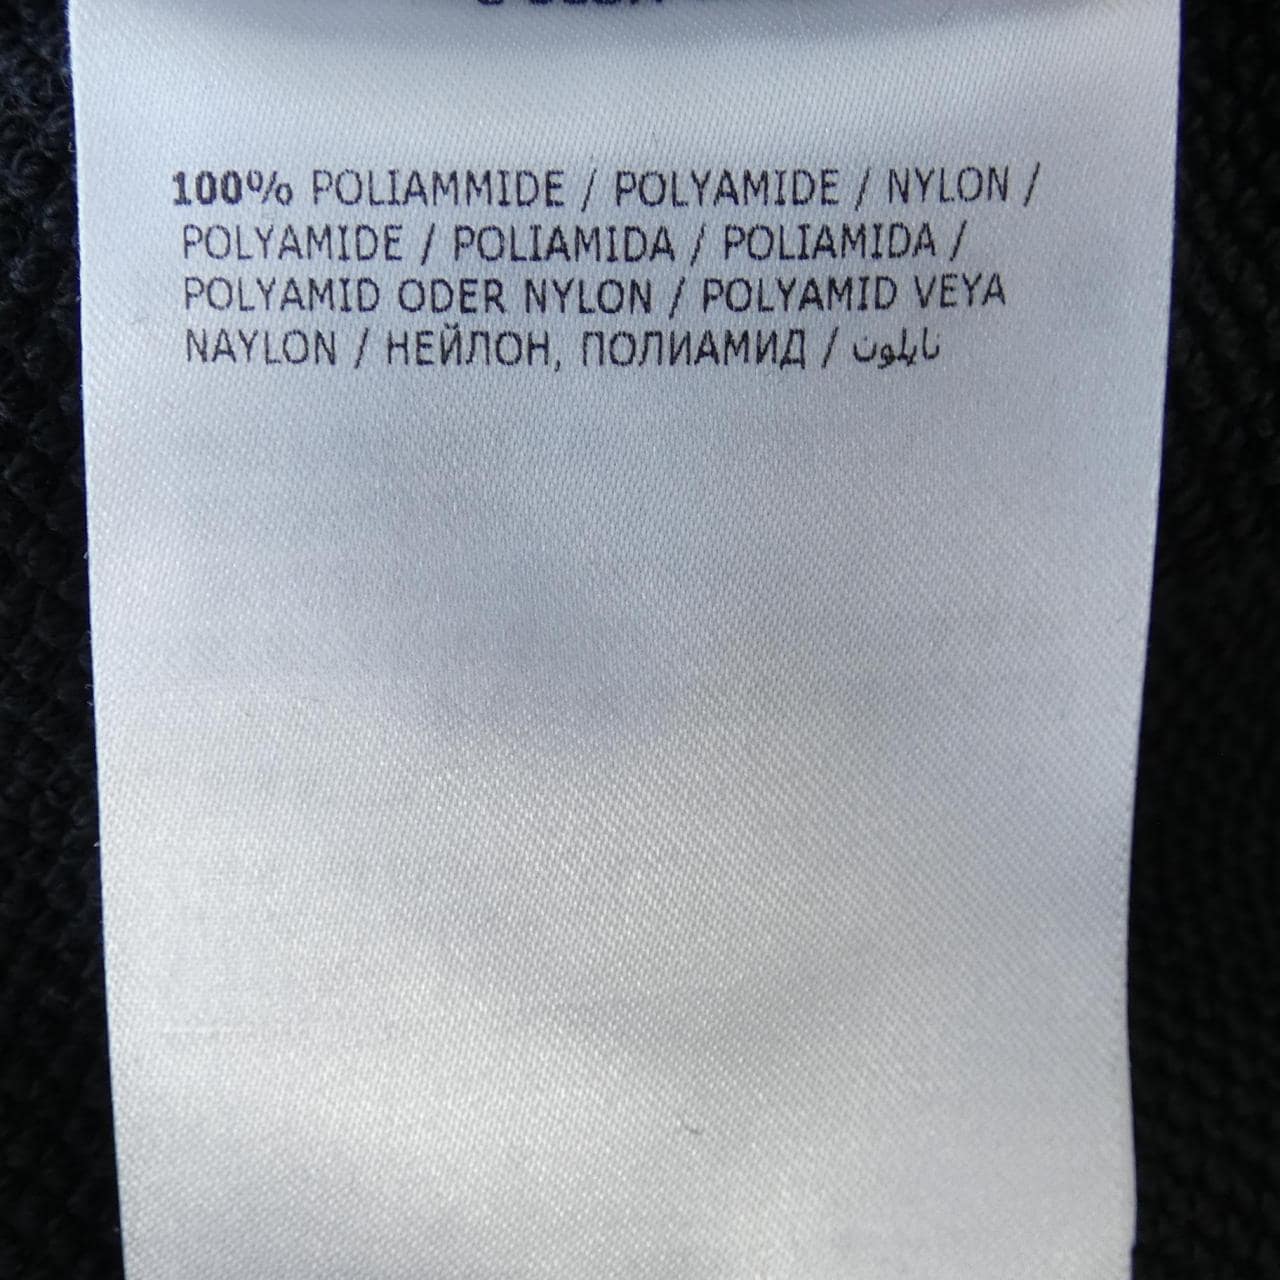 100% POLIAMMIDE / POLYAMIDE / NYLON /
POLYAMIDE / POLIAMIDA / POLIAMIDA /
POLYAMID ODER NYLON / POLYAMID VEYA
NAYLON / НЕЙЛОН, ПОЛИАМИД / نايلون